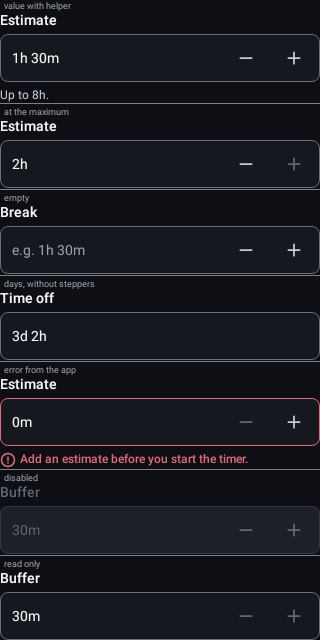 value with helper
Estimate
1h 30m
Up to 8h.
at the maximum
Estimate
2h
empty
Break
e.g. 1h 30m
days, without steppers
Time off
3d 2h
error from the app
Estimate
0m
Add an estimate before you start the timer.
disabled
Buffer
30m
read only
Buffer
30m